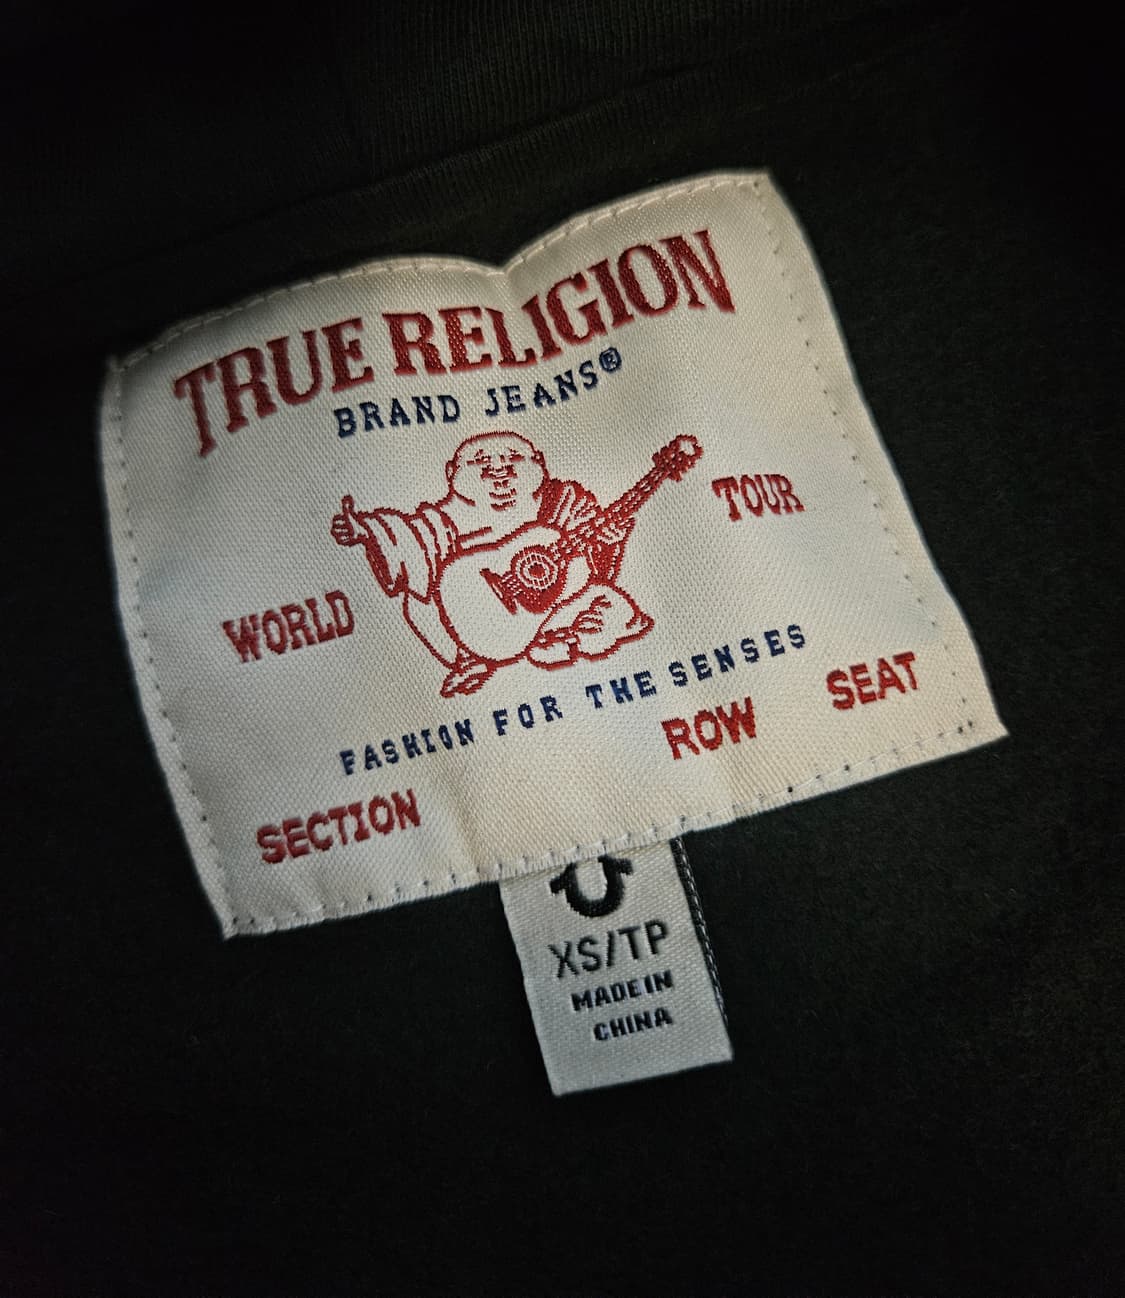 TRUE RELIGION
BRAND JEANS®
WORLD TOUR
FASHION FOR THE SENSES
SECTION ROW SEAT
XS/TP
MADE IN
CHINA